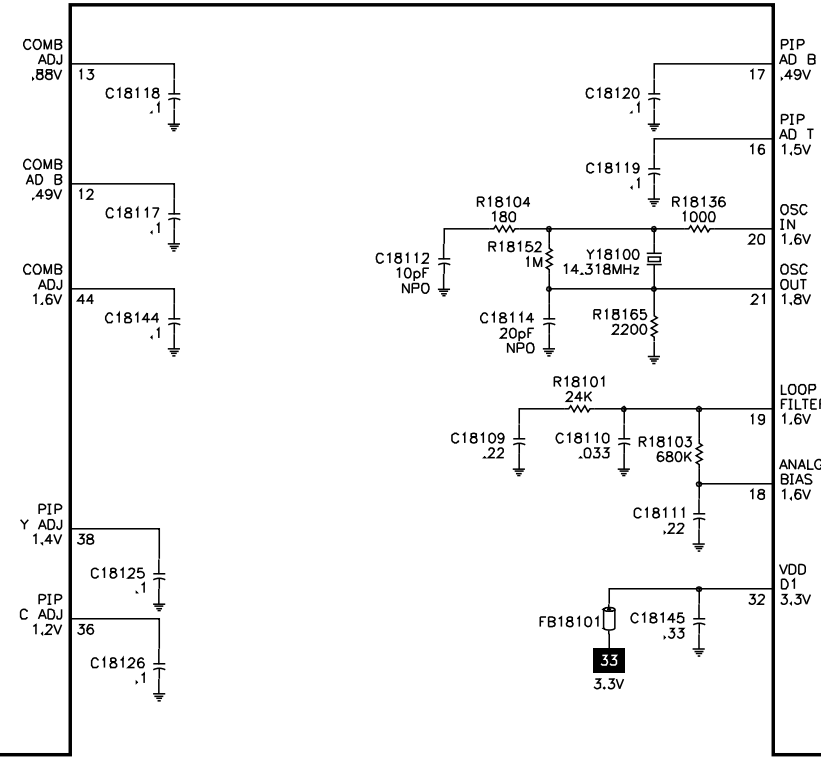 COMB
ADJ
.88V
13
C18118
.1
COMB
AD B
.49V
12
C18117
.1
COMB
ADJ
1.6V
44
C18144
.1
PIP
Y ADJ
1.4V
38
C18125
.1
PIP
C ADJ
1.2V
36
C18126
.1
PIP
AD B
.49V
17
C18120
.1
PIP
AD T
1.5V
16
C18119
.1
R18104
180
R18136
1000
OSC
IN
1.6V
20
C18112
10pF
NPO
R18152
1M
Y18100
14.318MHz
OSC
OUT
1.8V
21
C18114
20pF
NPO
R18165
2200
R18101
24K
LOOP
FILTER
1.6V
19
C18109
.22
C18110
.033
R18103
680K
ANALG
BIAS
1.6V
18
C18111
.22
VDD
D1
3.3V
32
FB18101
C18145
.33
33
3.3V